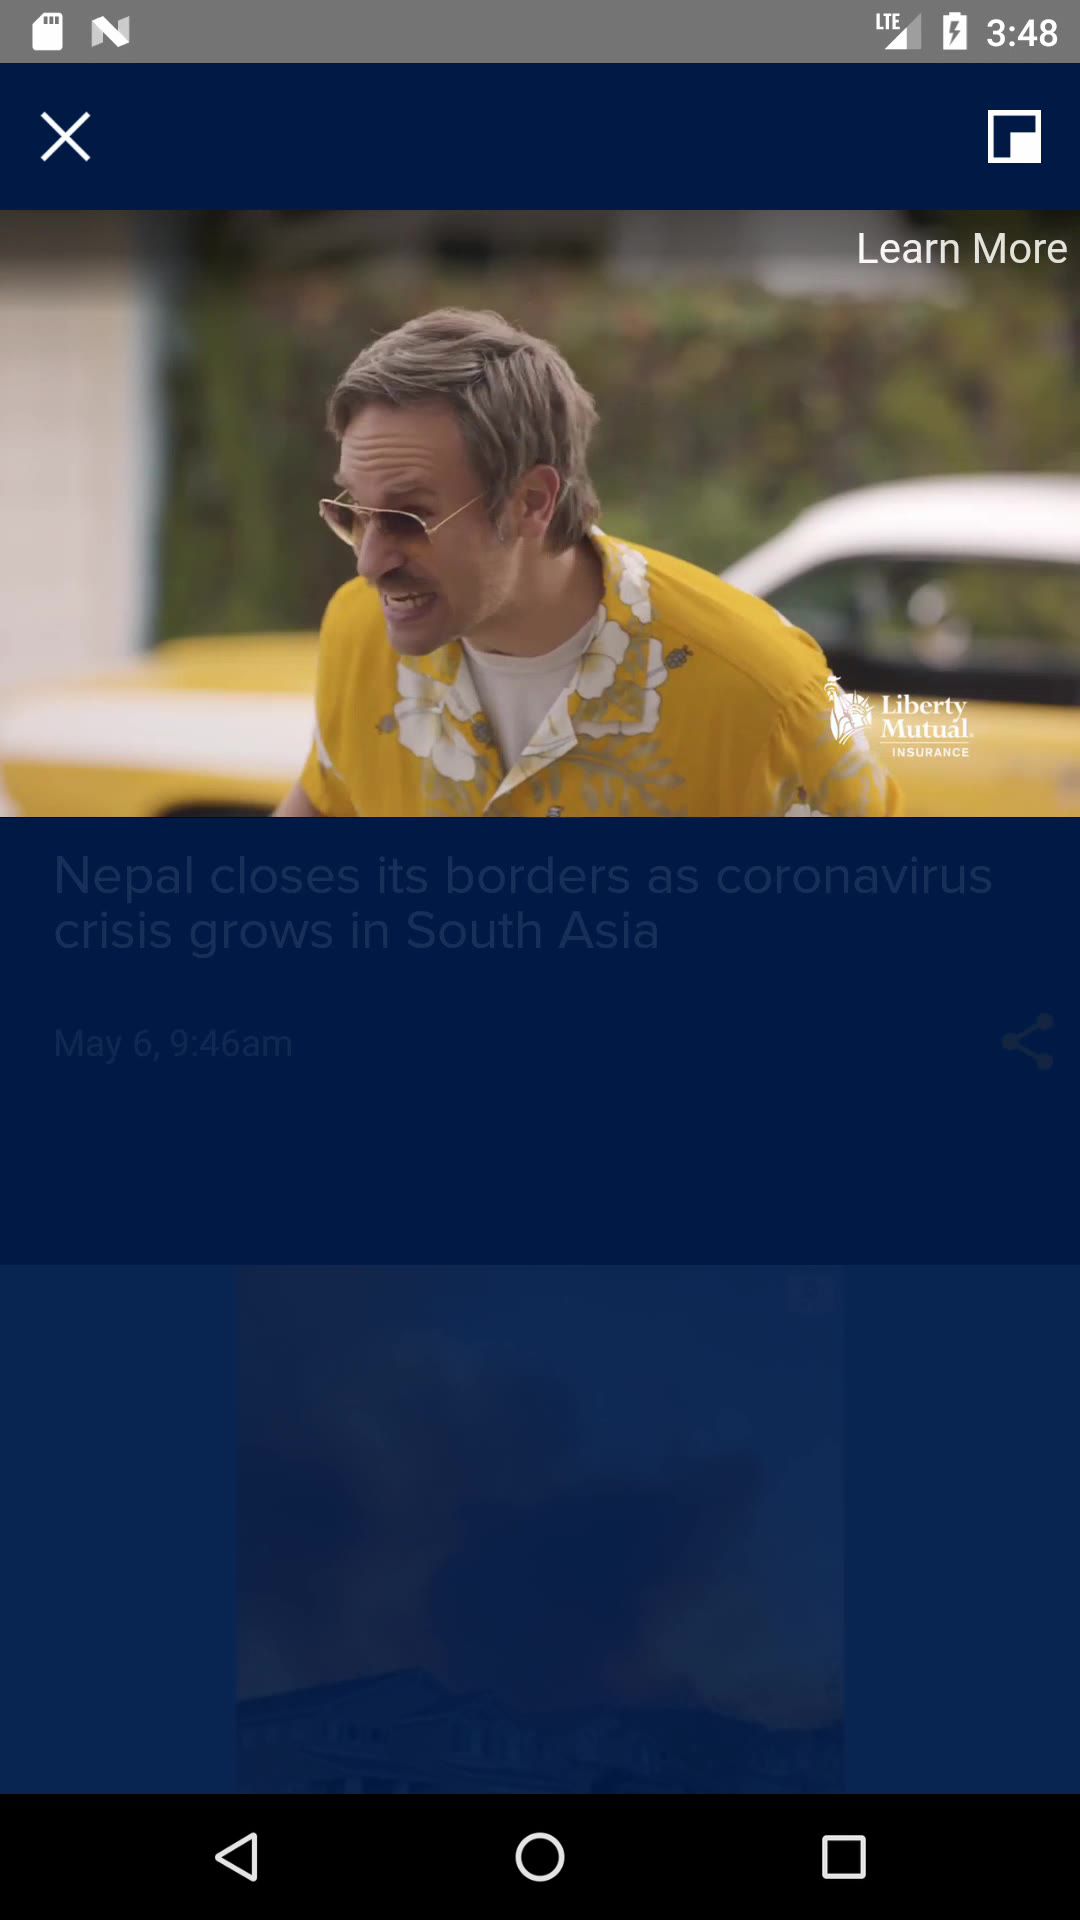 LTE 3:48
Learn More
Liberty
Mutual.
INSURANCE
Nepal closes its borders as coronavirus
crisis grows in South Asia
May 6, 9:46am